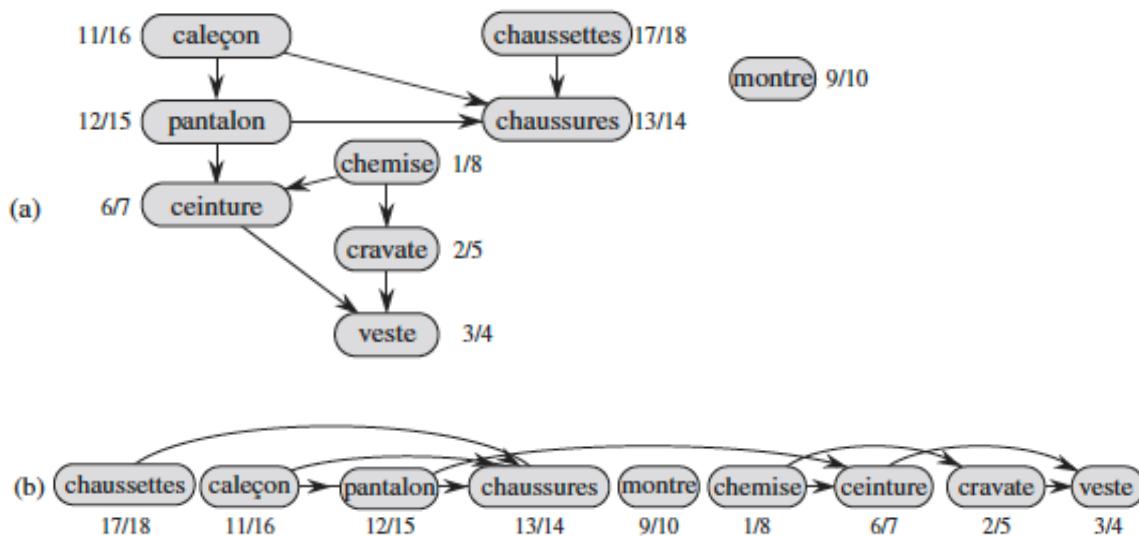 11/16 caleçon chaussettes 17/18
montre 9/10
12/15 pantalon chaussures 13/14
chemise 1/8
(a) 6/7 ceinture
cravate 2/5
veste 3/4
(b) chaussettes caleçon pantalon chaussures montre chemise ceinture cravate veste
17/18 11/16 12/15 13/14 9/10 1/8 6/7 2/5 3/4